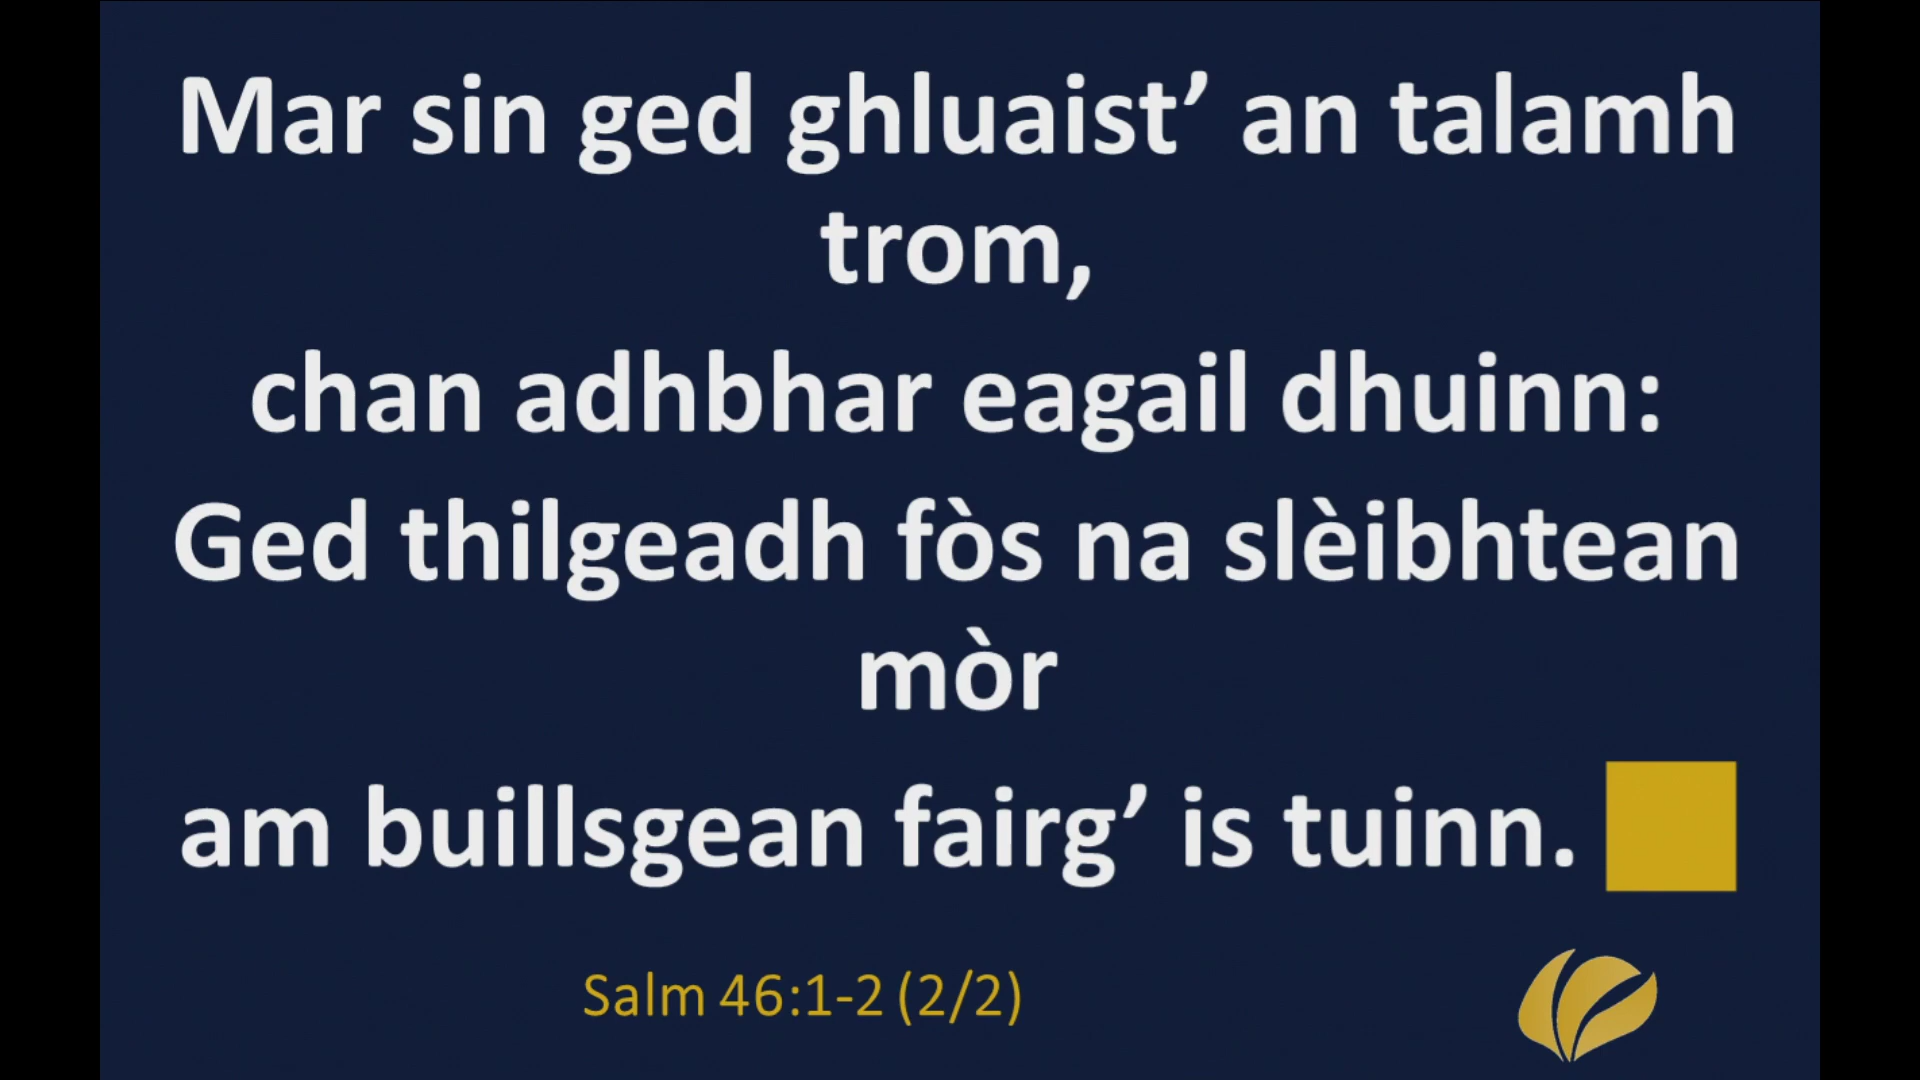 Mar sin ged ghluaist’ an talamh
trom,
chan adhbhar eagail dhuinn:
Ged thilgeadh fòs na slèibhtean
mòr
am buillsgean fairg’ is tuinn.
Salm 46:1-2 (2/2)